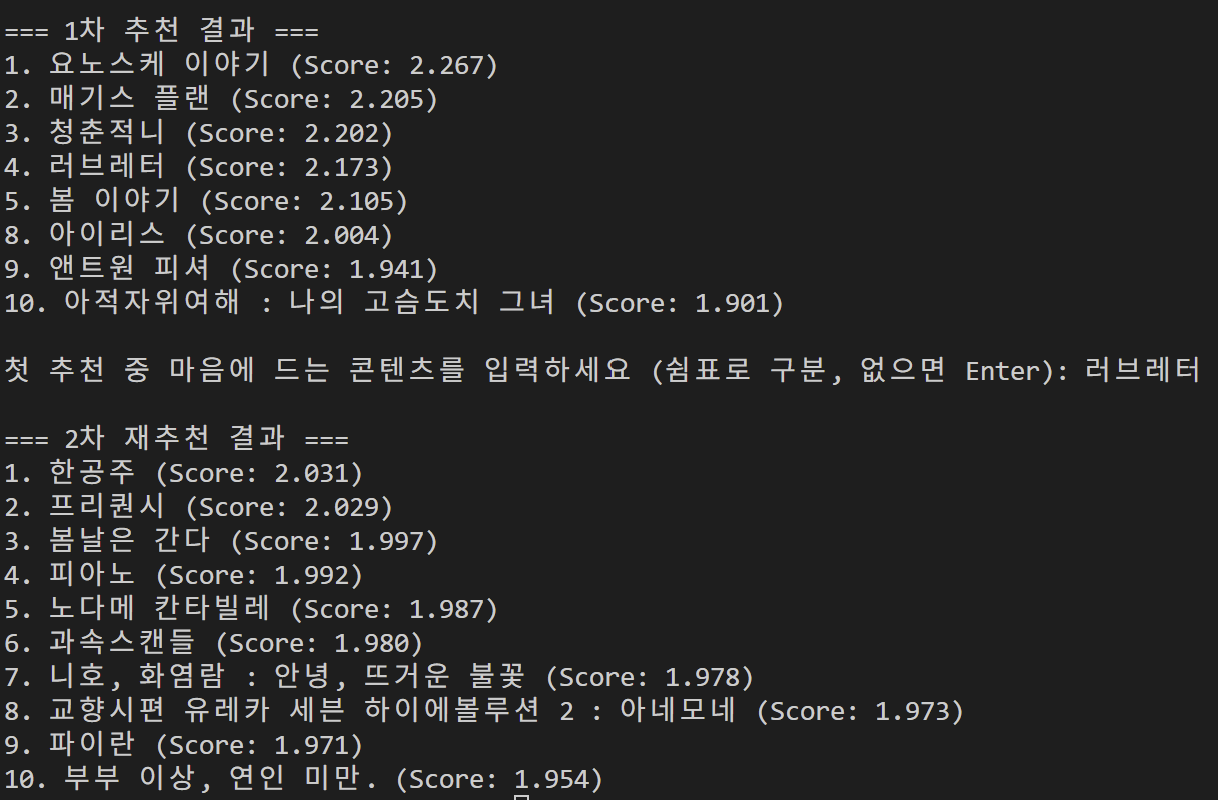 === 1차 추천 결과 ===
1. 요노스케 이야기 (Score: 2.267)
2. 매기스 플랜 (Score: 2.205)
3. 청춘적니 (Score: 2.202)
4. 러브레터 (Score: 2.173)
5. 봄 이야기 (Score: 2.105)
8. 아이리스 (Score: 2.004)
9. 앤트원 피셔 (Score: 1.941)
10. 아적자위여해 : 나의 고슴도치 그녀 (Score: 1.901)
첫 추천 중 마음에 드는 콘텐츠를 입력하세요 (쉼표로 구분, 없으면 Enter): 러브레터
=== 2차 재추천 결과 ===
1. 한공주 (Score: 2.031)
2. 프리퀀시 (Score: 2.029)
3. 봄날은 간다 (Score: 1.997)
4. 피아노 (Score: 1.992)
5. 노다메 칸타빌레 (Score: 1.987)
6. 과속스캔들 (Score: 1.980)
7. 니호, 화염람 : 안녕, 뜨거운 불꽃 (Score: 1.978)
8. 교향시편 유레카 세븐 하이에볼루션 2 : 아네모네 (Score: 1.973)
9. 파이란 (Score: 1.971)
10. 부부 이상, 연인 미만. (Score: 1.954)